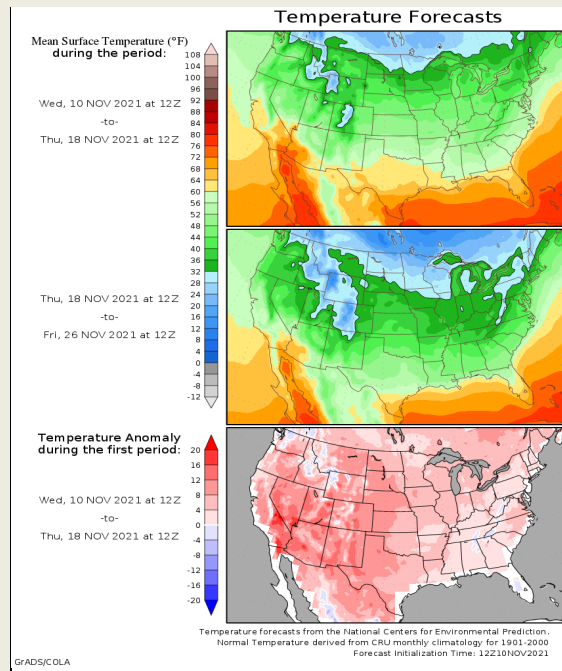 Temperature Forecasts
Mean Surface Temperature (°F)
during the period:
Wed, 10 NOV 2021 at 12Z
-to-
Thu, 18 NOV 2021 at 12Z
108
104
100
96
92
88
84
80
76
72
68
64
60
56
52
48
44
40
36
32
30
28
24
20
16
12
8
4
0
-4
-8
-12
Thu, 18 NOV 2021 at 12Z
-to-
Fri, 26 NOV 2021 at 12Z
Temperature Anomaly
during the first period:
Wed, 10 NOV 2021 at 12Z
-to-
Thu, 18 NOV 2021 at 12Z
20
16
12
8
4
0
-4
-8
-12
-16
-20
Temperature forecasts from the National Centers for Environmental Prediction.
Normal Temperature derived from CRU monthly climatology for 1901-2000
Forecast Initialization Time: 12Z10NOV2021
GrADS/COLA